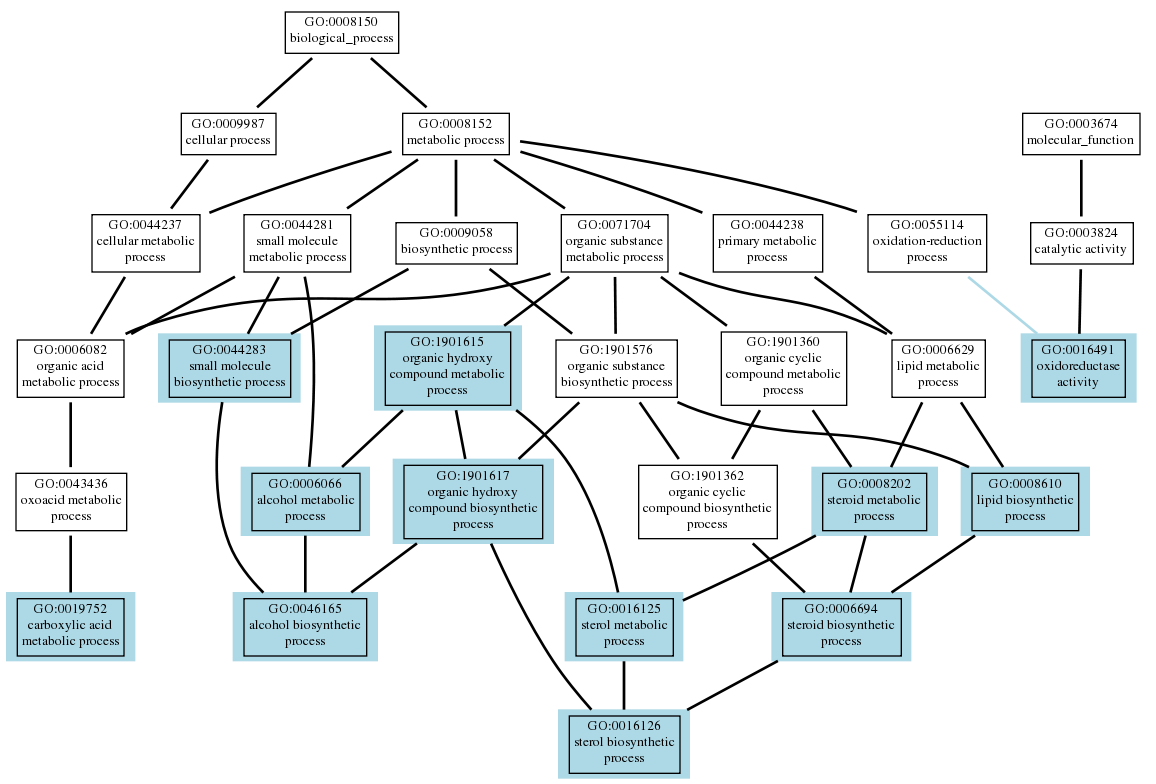 GO:0008150
biological_process
GO:0009987
cellular process
GO:0008152
metabolic process
GO:0003674
molecular_function
GO:0044237
cellular metabolic
process
GO:0044281
small molecule
metabolic process
GO:0009058
biosynthetic process
GO:0071704
organic substance
metabolic process
GO:0044238
primary metabolic
process
GO:0055114
oxidation-reduction
process
GO:0003824
catalytic activity
GO:0006082
organic acid
metabolic process
GO:0044283
small molecule
biosynthetic process
GO:1901615
organic hydroxy
compound metabolic
process
GO:1901576
organic substance
biosynthetic process
GO:1901360
organic cyclic
compound metabolic
process
GO:0006629
lipid metabolic
process
GO:0016491
oxidoreductase
activity
GO:0043436
oxoacid metabolic
process
GO:0006066
alcohol metabolic
process
GO:1901617
organic hydroxy
compound biosynthetic
process
GO:1901362
organic cyclic
compound biosynthetic
process
GO:0008202
steroid metabolic
process
GO:0008610
lipid biosynthetic
process
GO:0019752
carboxylic acid
metabolic process
GO:0046165
alcohol biosynthetic
process
GO:0016125
sterol metabolic
process
GO:0006694
steroid biosynthetic
process
GO:0016126
sterol biosynthetic
process